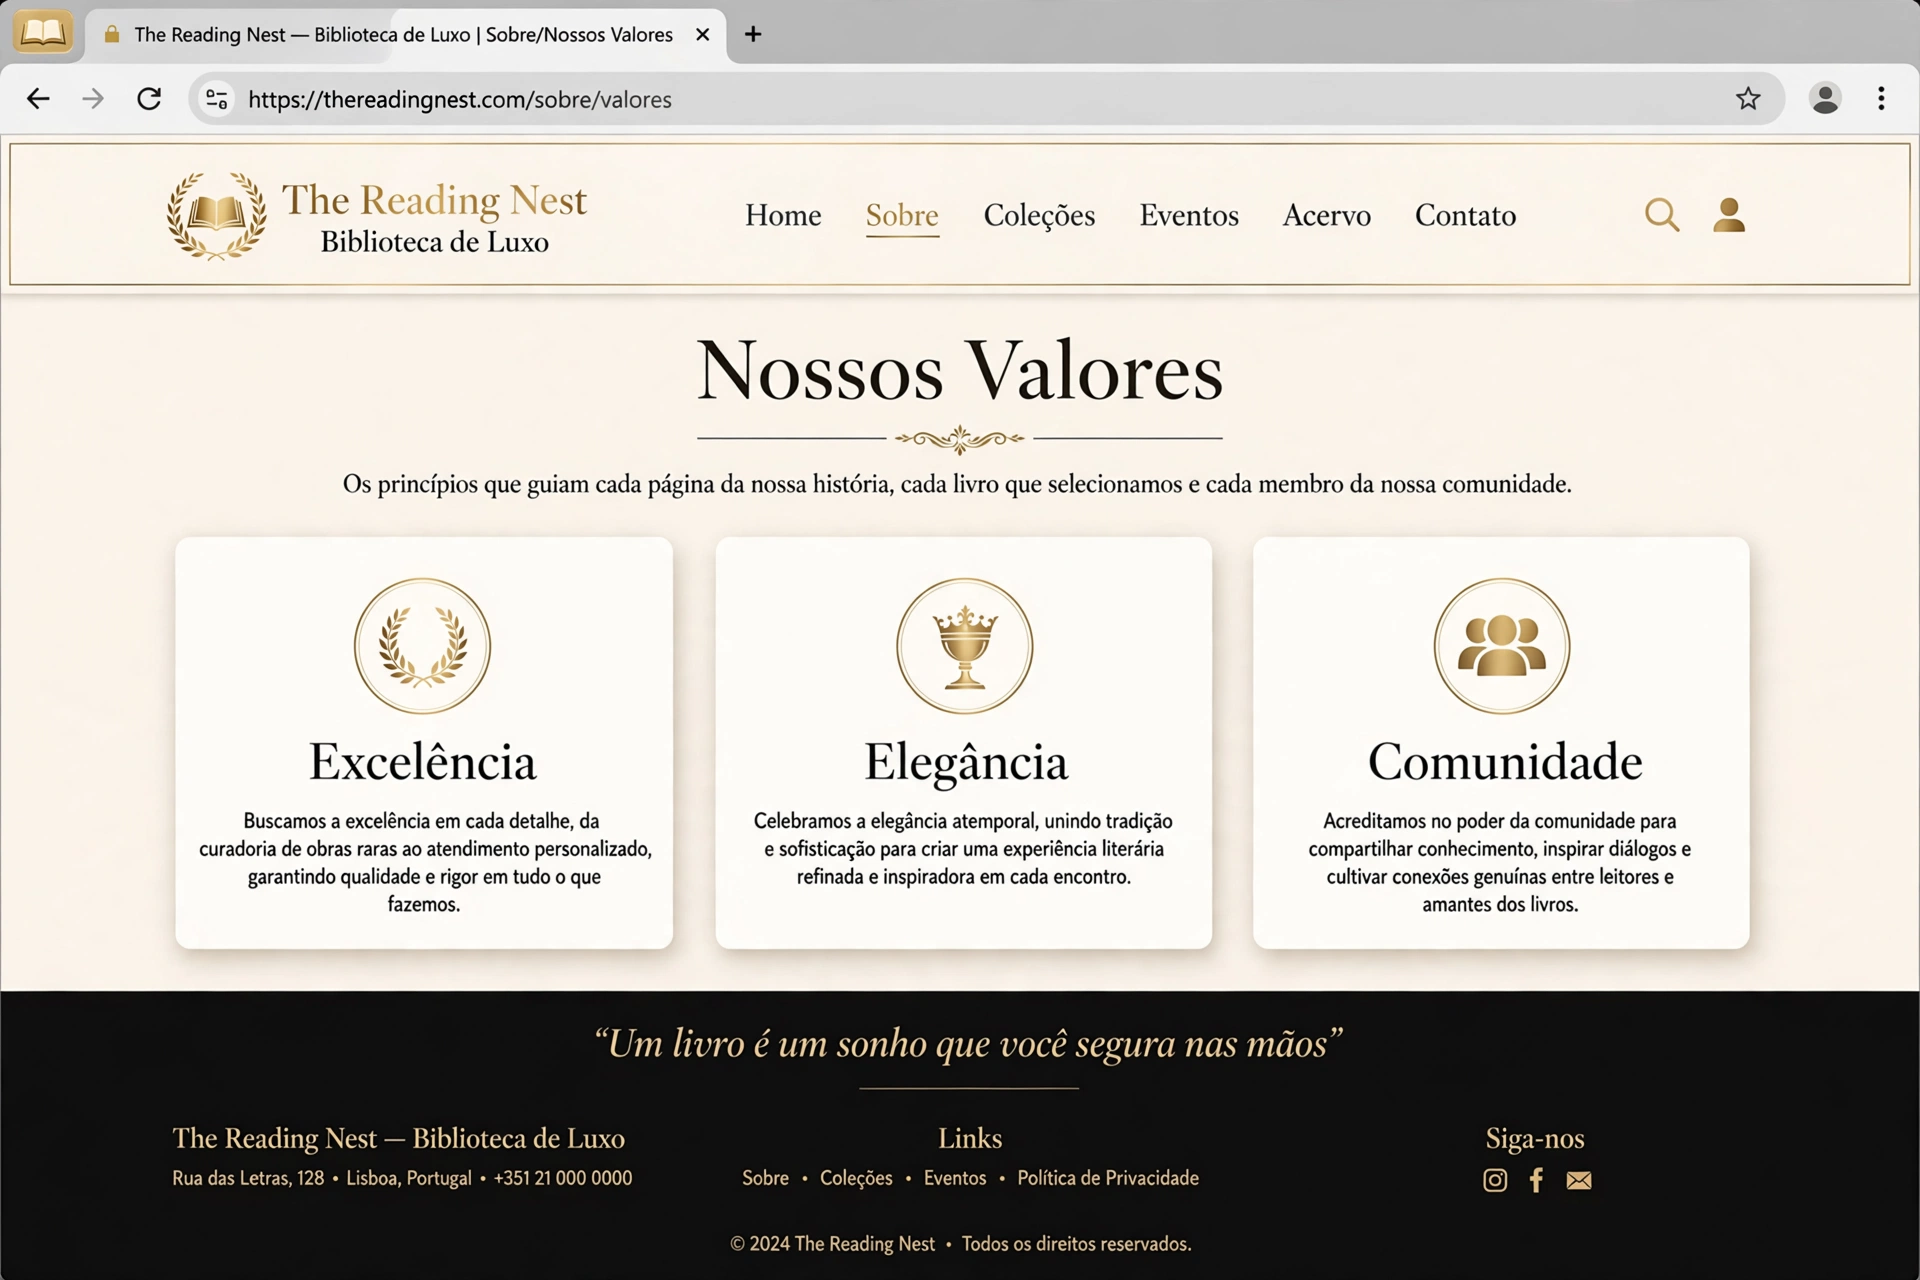 The Reading Nest — Biblioteca de Luxo | Sobre/Nossos Valores
https://thereadingnest.com/sobre/valores
The Reading Nest
Biblioteca de Luxo
Home Sobre Coleções Eventos Acervo Contato
Nossos Valores
Os princípios que guiam cada página da nossa história, cada livro que selecionamos e cada membro da nossa comunidade.
Excelência
Buscamos a excelência em cada detalhe, da
curadoria de obras raras ao atendimento personalizado,
garantindo qualidade e rigor em tudo o que
fazemos.
Elegância
Celebramos a elegância atemporal, unindo tradição
e sofisticação para criar uma experiência literária
refinada e inspiradora em cada encontro.
Comunidade
Acreditamos no poder da comunidade para
compartilhar conhecimento, inspirar diálogos e
cultivar conexões genuínas entre leitores e
amantes dos livros.
“Um livro é um sonho que você segura nas mãos”
The Reading Nest — Biblioteca de Luxo
Rua das Letras, 128 • Lisboa, Portugal • +351 21 000 0000
Links
Sobre • Coleções • Eventos • Política de Privacidade
Siga-nos
© 2024 The Reading Nest • Todos os direitos reservados.